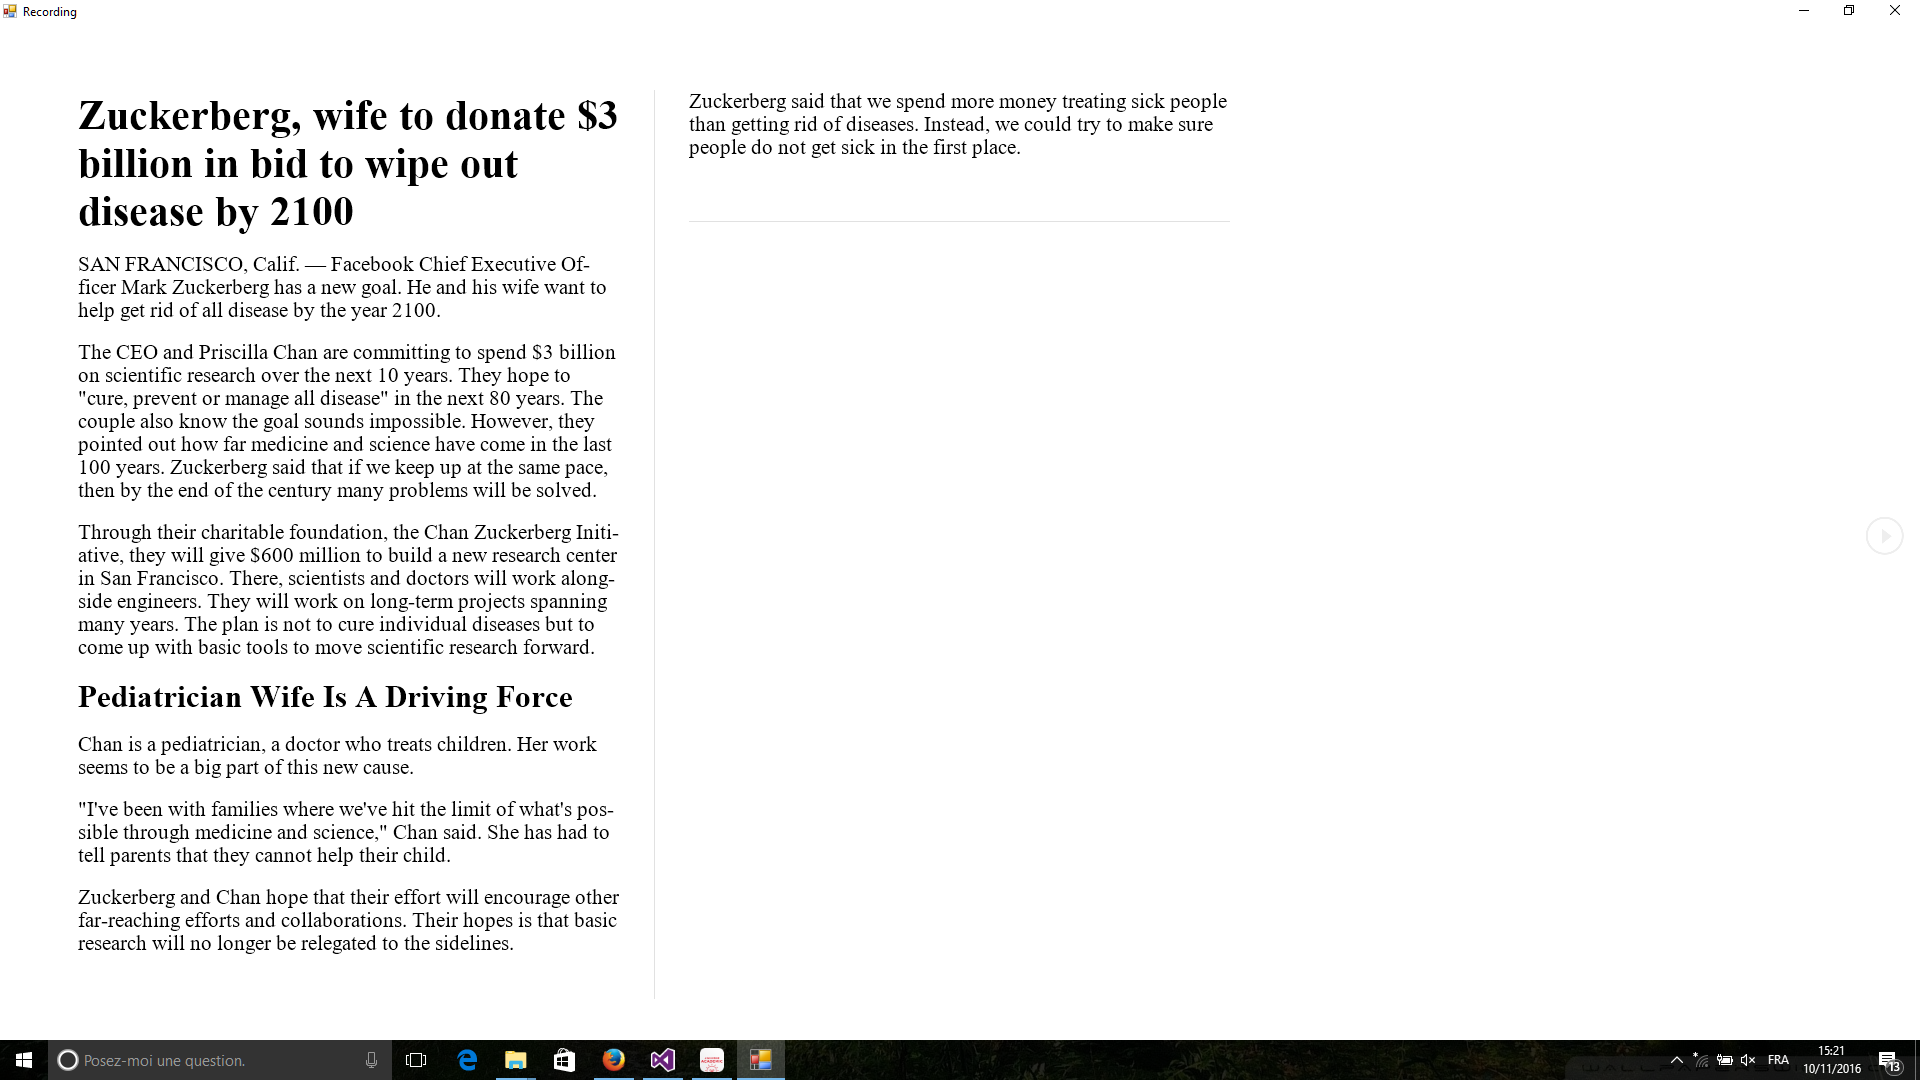 Recording
Zuckerberg, wife to donate $3
billion in bid to wipe out
disease by 2100
SAN FRANCISCO, Calif. — Facebook Chief Executive Of-
ficer Mark Zuckerberg has a new goal. He and his wife want to
help get rid of all disease by the year 2100.
The CEO and Priscilla Chan are committing to spend $3 billion
on scientific research over the next 10 years. They hope to
"cure, prevent or manage all disease" in the next 80 years. The
couple also know the goal sounds impossible. However, they
pointed out how far medicine and science have come in the last
100 years. Zuckerberg said that if we keep up at the same pace,
then by the end of the century many problems will be solved.
Through their charitable foundation, the Chan Zuckerberg Initi-
ative, they will give $600 million to build a new research center
in San Francisco. There, scientists and doctors will work along-
side engineers. They will work on long-term projects spanning
many years. The plan is not to cure individual diseases but to
come up with basic tools to move scientific research forward.
Pediatrician Wife Is A Driving Force
Chan is a pediatrician, a doctor who treats children. Her work
seems to be a big part of this new cause.
"I've been with families where we've hit the limit of what's pos-
sible through medicine and science," Chan said. She has had to
tell parents that they cannot help their child.
Zuckerberg and Chan hope that their effort will encourage other
far-reaching efforts and collaborations. Their hopes is that basic
research will no longer be relegated to the sidelines.
Zuckerberg said that we spend more money treating sick people
than getting rid of diseases. Instead, we could try to make sure
people do not get sick in the first place.
Posez-moi une question.
FRA
15:21
10/11/2016
13